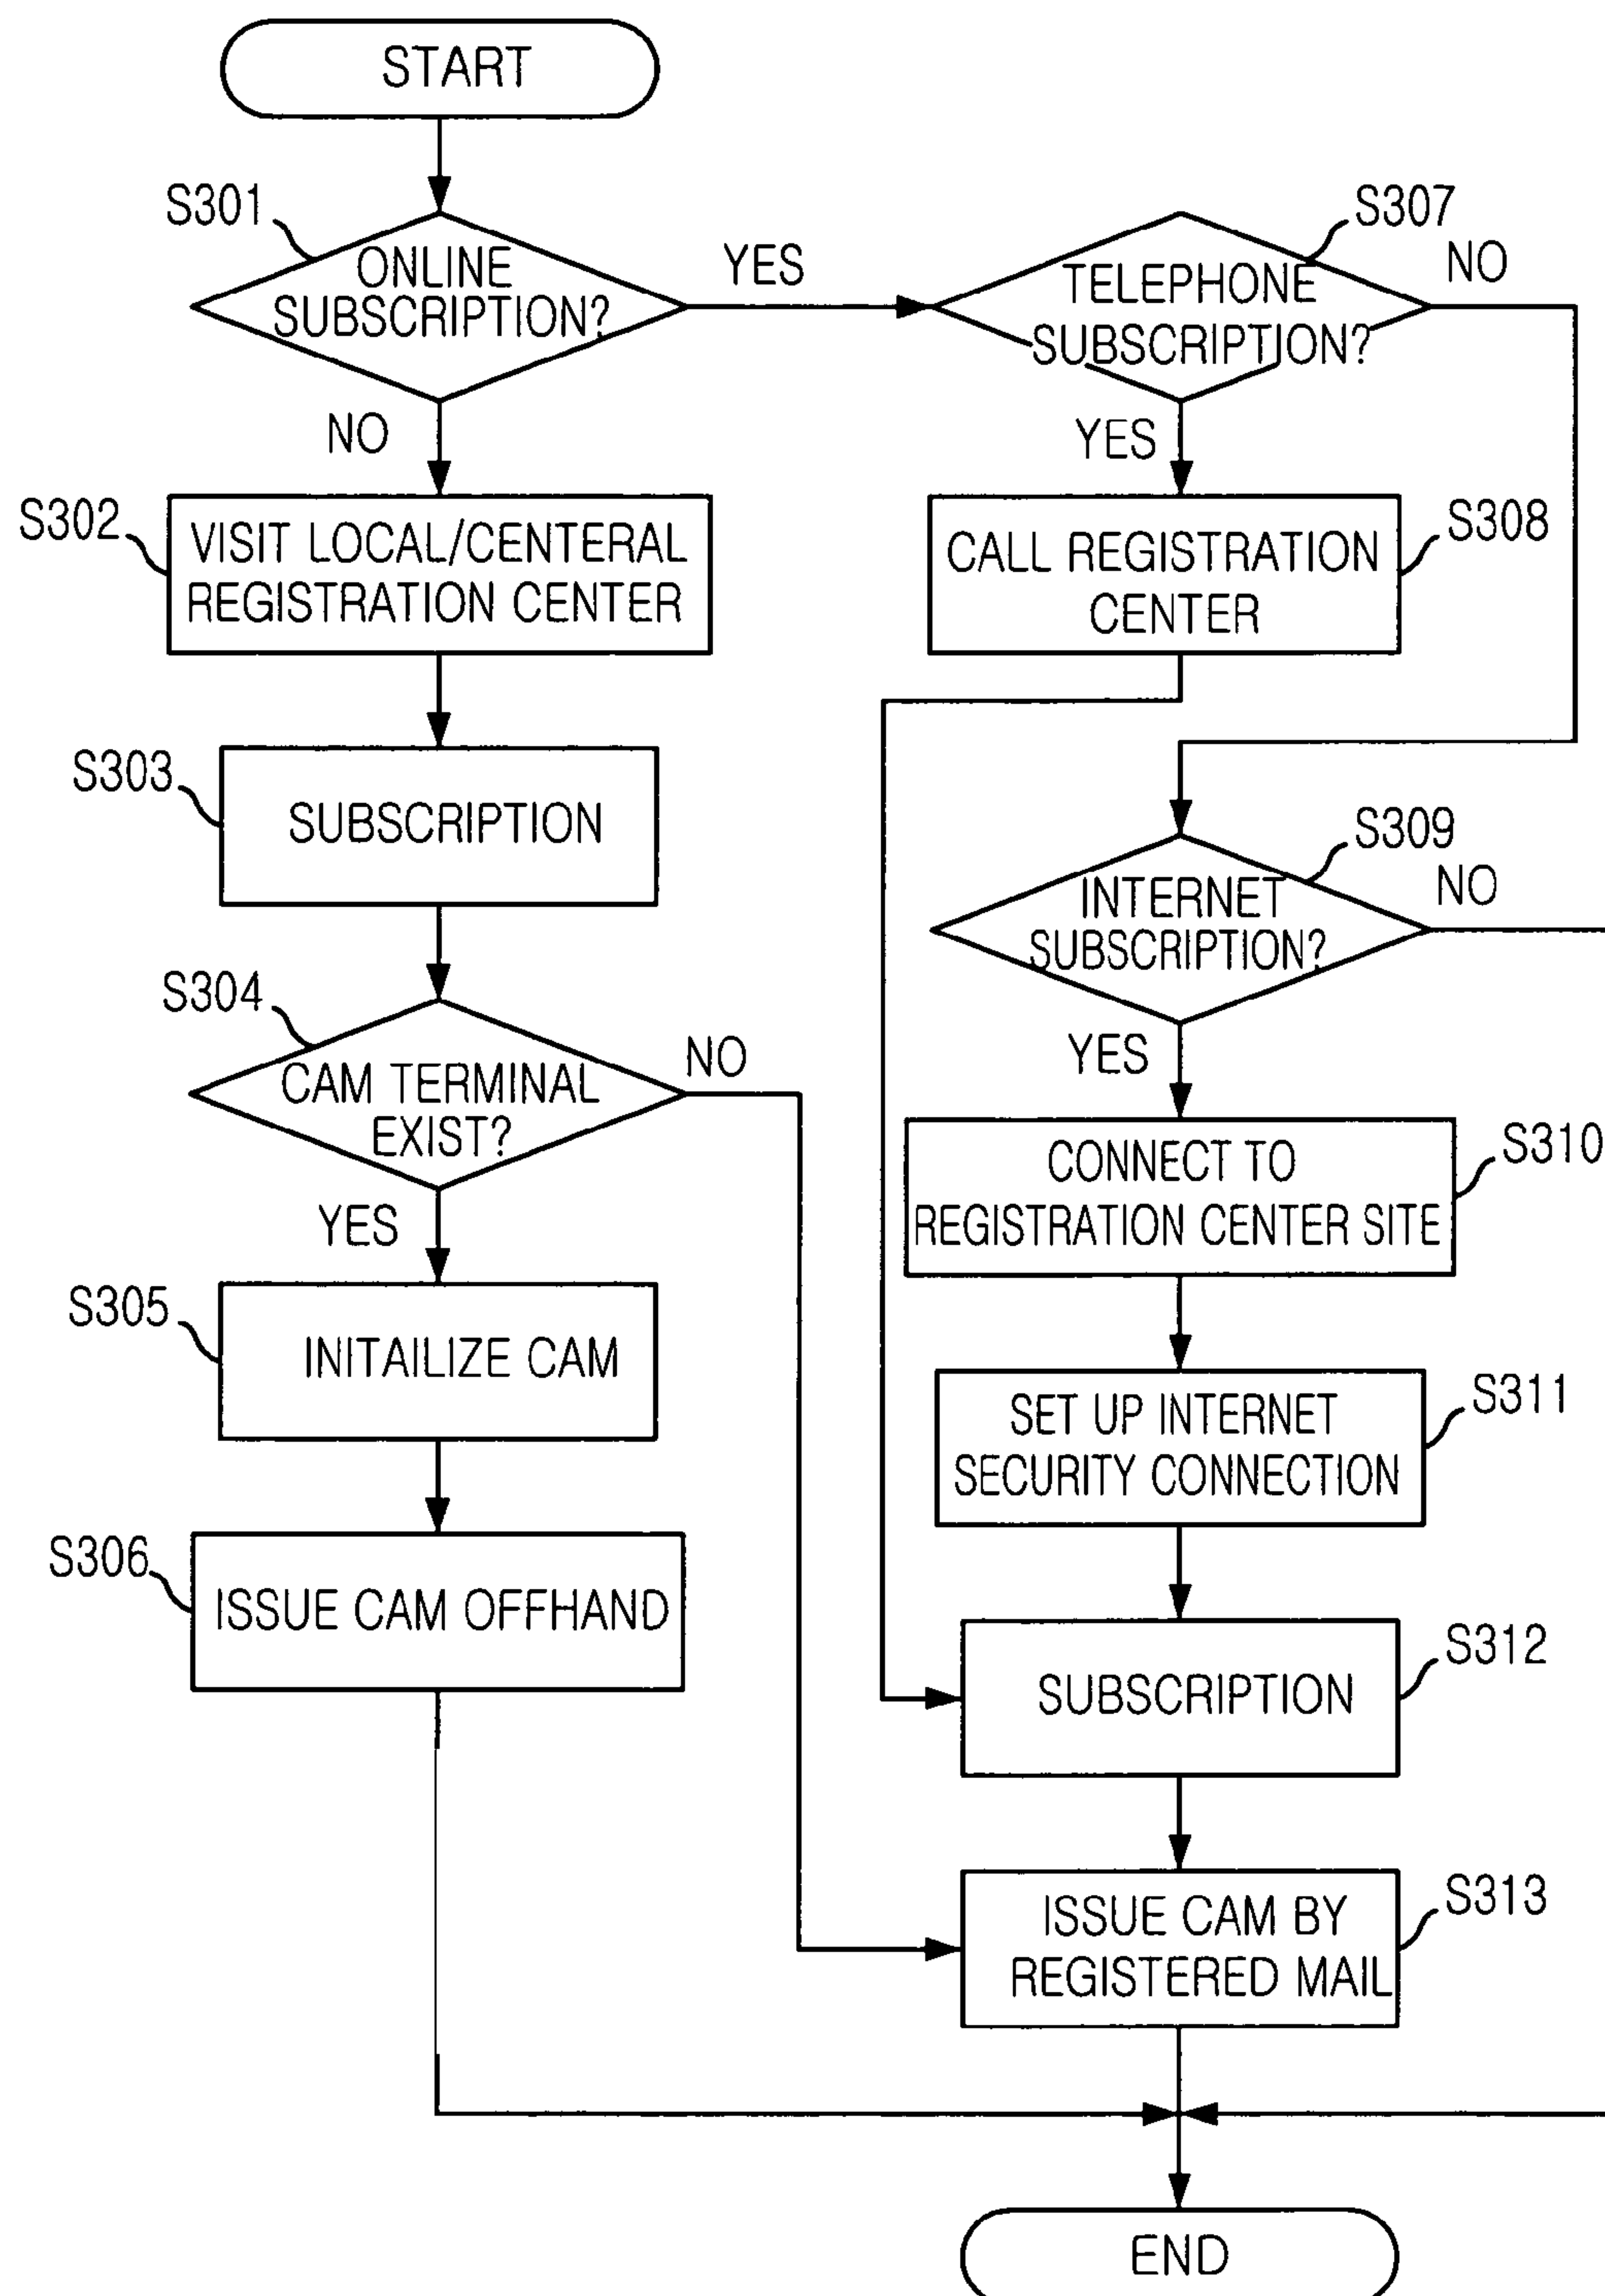 START
S301
ONLINE
SUBSCRIPTION?
YES
NO
S307
TELEPHONE
SUBSCRIPTION?
NO
YES
S302
VISIT LOCAL/CENTERAL
REGISTRATION CENTER
S308
CALL REGISTRATION
CENTER
S303
SUBSCRIPTION
S309
INTERNET
SUBSCRIPTION?
NO
YES
S304
CAM TERMINAL
EXIST?
NO
YES
S310
CONNECT TO
REGISTRATION CENTER SITE
S305
INITAILIZE CAM
S311
SET UP INTERNET
SECURITY CONNECTION
S306
ISSUE CAM OFFHAND
S312
SUBSCRIPTION
S313
ISSUE CAM BY
REGISTERED MAIL
END